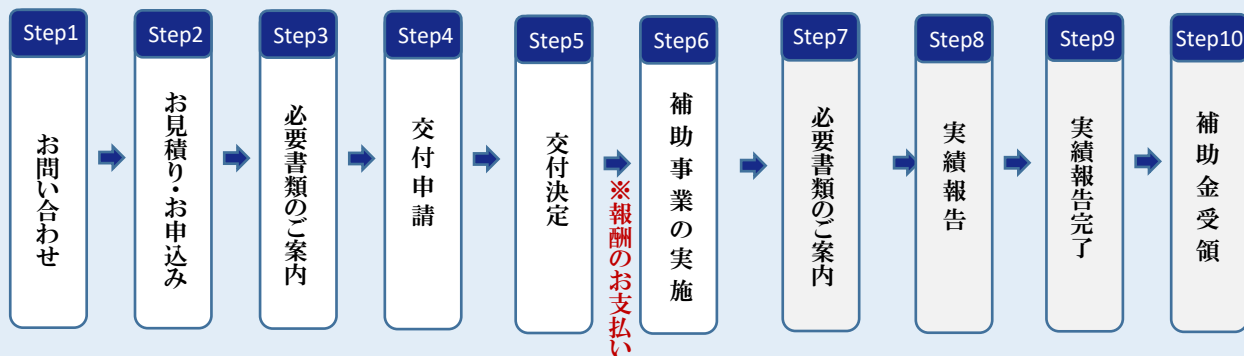 Step1
お問い合わせ
Step2
お見積り・お申込み
Step3
必要書類のご案内
Step4
交付申請
Step5
交付決定
※報酬のお支払い
Step6
補助事業の実施
Step7
必要書類のご案内
Step8
実績報告
Step9
実績報告完了
Step10
補助金受領